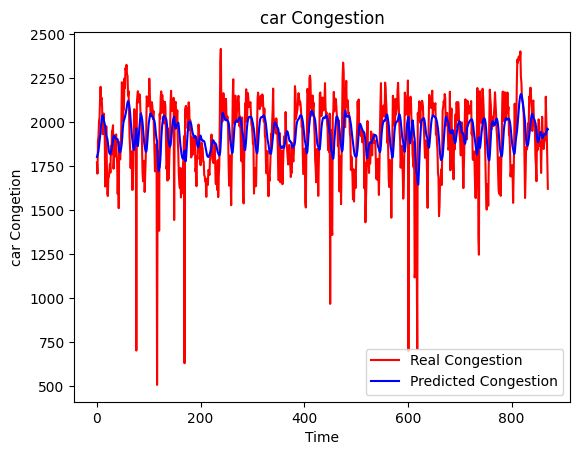 car Congestion
2500
2250
2000
1750
1500
1250
1000
750
500
car Congetion
0
200
400
600
800
Time
Real Congestion
Predicted Congestion